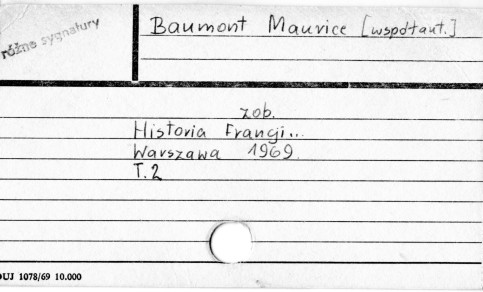 różne sygnatury
Baumont Maurice [współaut.]
zob.
Historia Francji...
Warszawa 1969.
T. 2
DUJ 1078/69 10.000